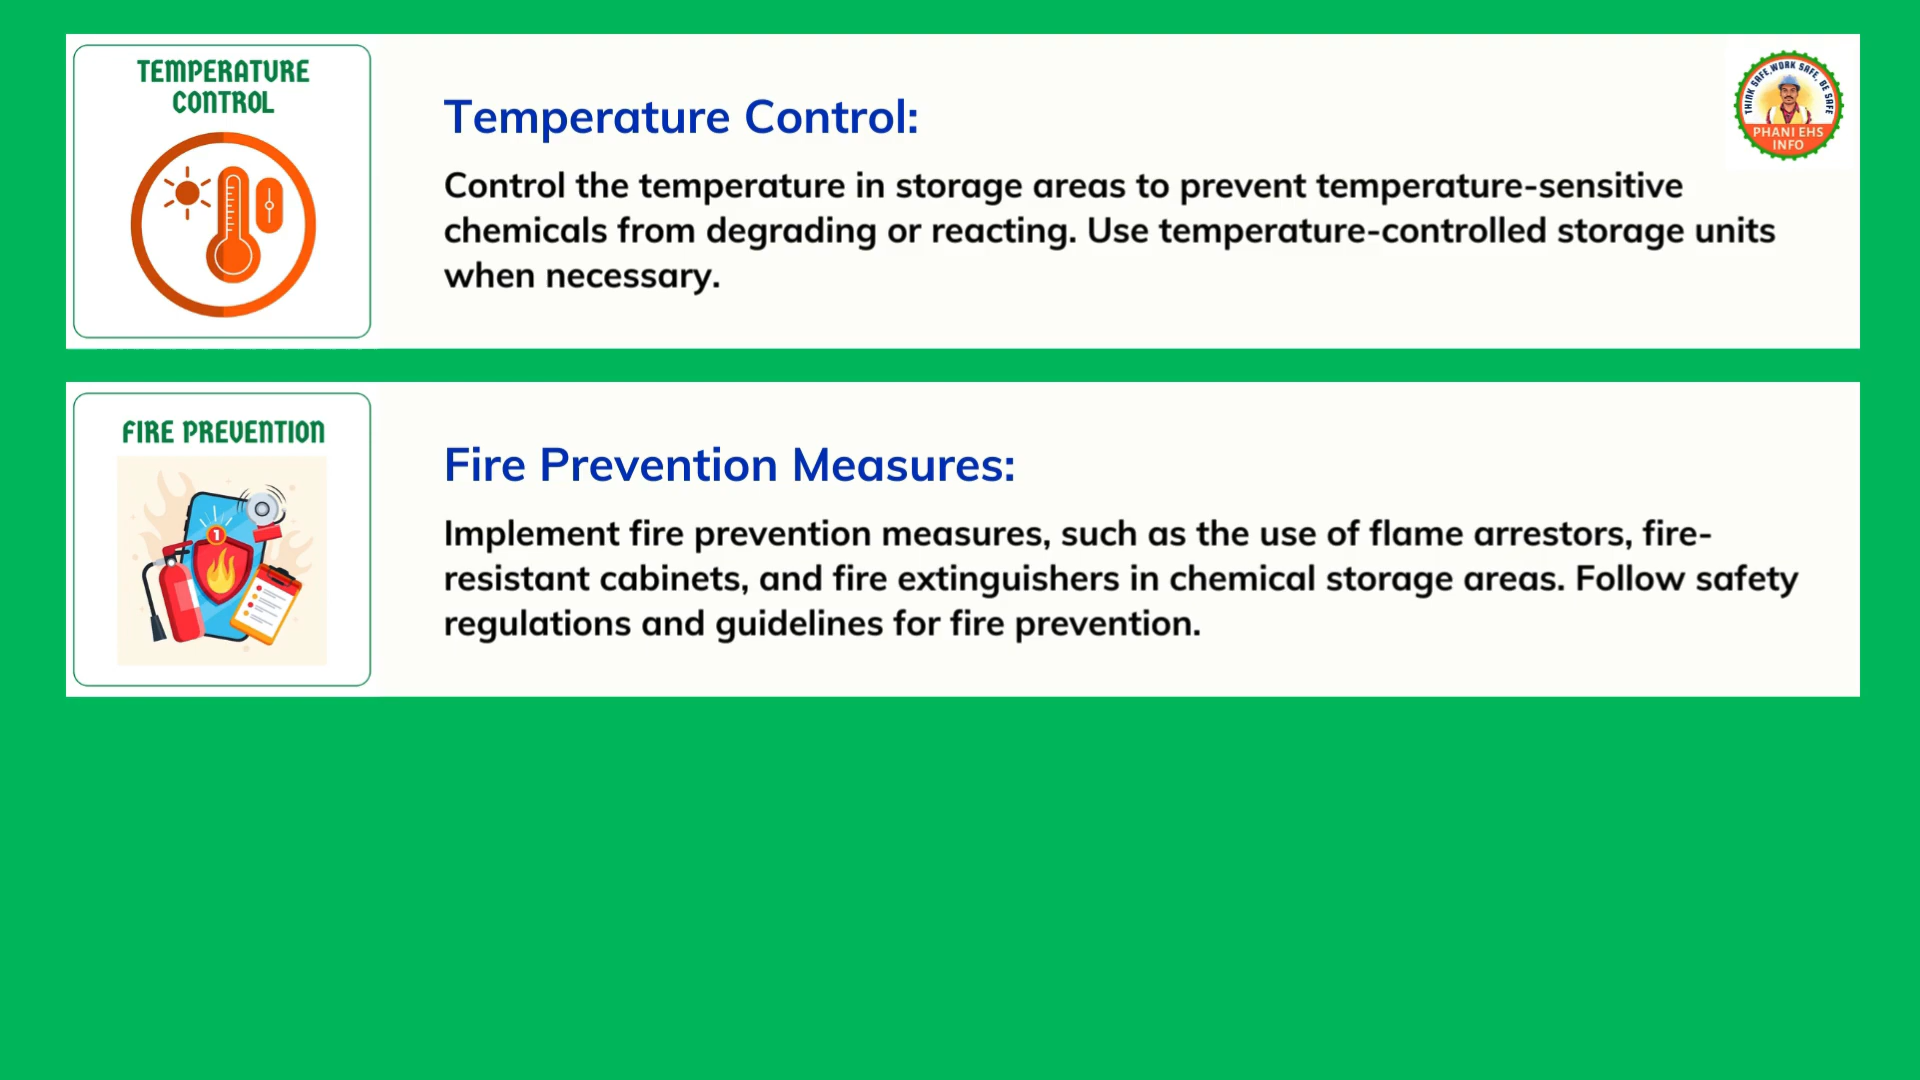 TEMPERATURE
CONTROL
Temperature Control:
THINK SAFE, WORK SAFE, BE SAFE
PHANI EHS
INFO
Control the temperature in storage areas to prevent temperature-sensitive
chemicals from degrading or reacting. Use temperature-controlled storage units
when necessary.
FIRE PREVENTION
1
Fire Prevention Measures:
Implement fire prevention measures, such as the use of flame arrestors, fire-
resistant cabinets, and fire extinguishers in chemical storage areas. Follow safety
regulations and guidelines for fire prevention.